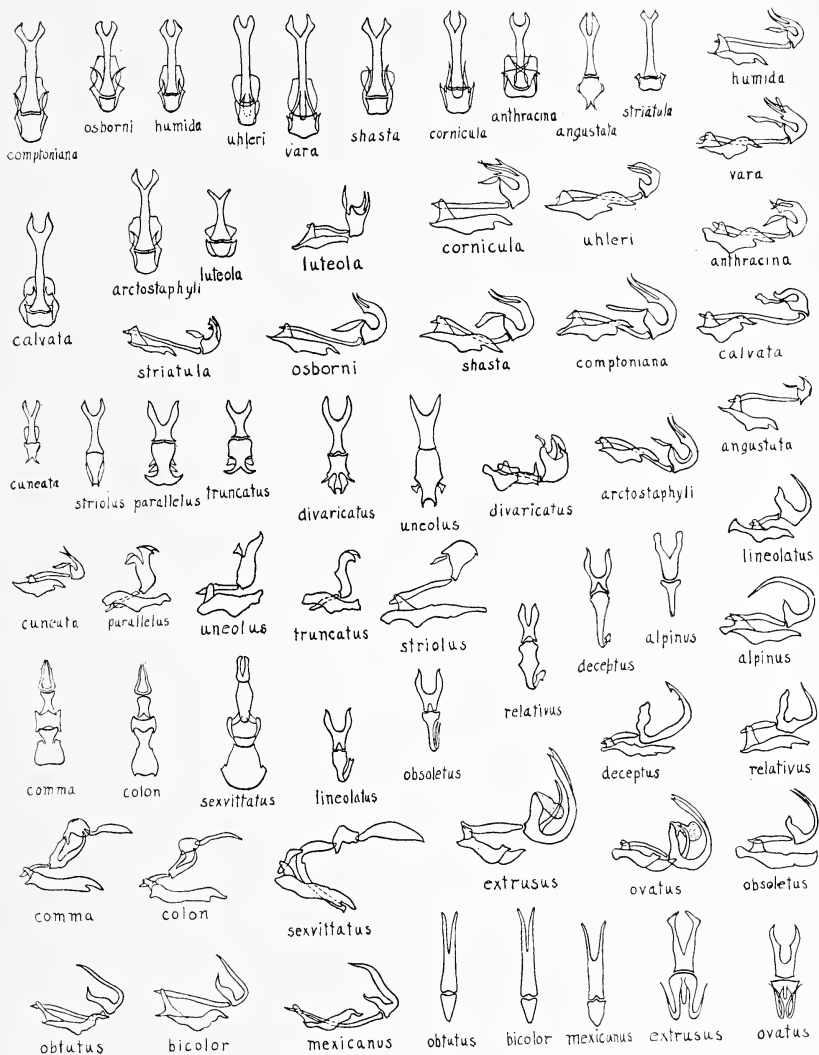 humida
osborni
humida
uhleri
vara
shasta
cornicula
anthracina
angustata
striatula
comptoniana
vara
calvata
arctostaphyli
luteola
luteola
cornicula
uhleri
anthracina
striatula
osborni
shasta
comptoniana
calvata
angustuta
cuneata
striolus
parallelus
truncatus
divaricatus
uneolus
divaricatus
arctostaphyli
lineolatus
cuneata
parallelus
uneolus
truncatus
striolus
relativus
deceptus
alpinus
alpinus
comma
colon
sexvittatus
lineolatus
obsoletus
deceptus
relativus
comma
colon
sexvittatus
extrusus
ovatus
obsoletus
obtutus
bicolor
mexicanus
obtutus
bicolor
mexicanus
extrusus
ovatus